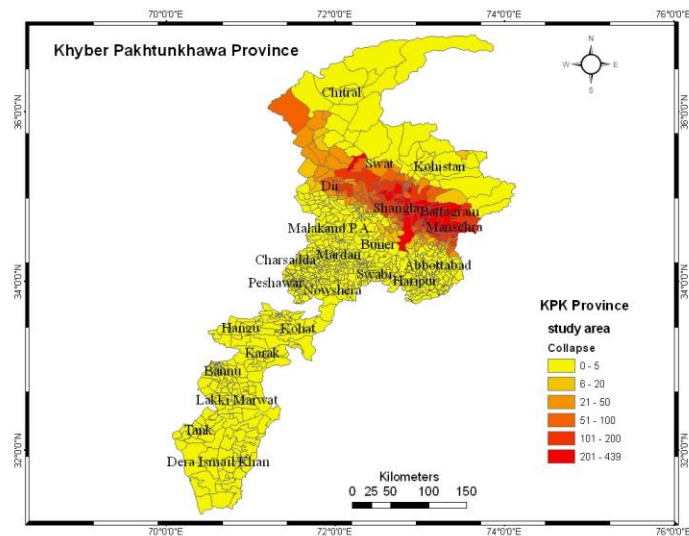 70°0'0"E 72°0'0"E 74°0'0"E 76°0'0"E
Khyber Pakhtunkhawa Province
N
W E
S
36°0'0"N
36°0'0"N
Chitral
Swat
Kohistan
Dir
Shangla
Battagram
Malakand P.A.
Mansehra
Buner
Charsadda
Mardan
Abbottabad
Peshawar
Swabi
Haripur
Nowshera
34°0'0"N
34°0'0"N
Hangu
Kohat
Karak
Bannu
Lakki Marwat
Tank
Dera Ismail Khan
32°0'0"N
32°0'0"N
KPK Province
study area
Collapse
0 - 5
6 - 20
21 - 50
51 - 100
101 - 200
201 - 439
Kilometers
0 25 50 100 150
70°0'0"E 72°0'0"E 74°0'0"E 76°0'0"E